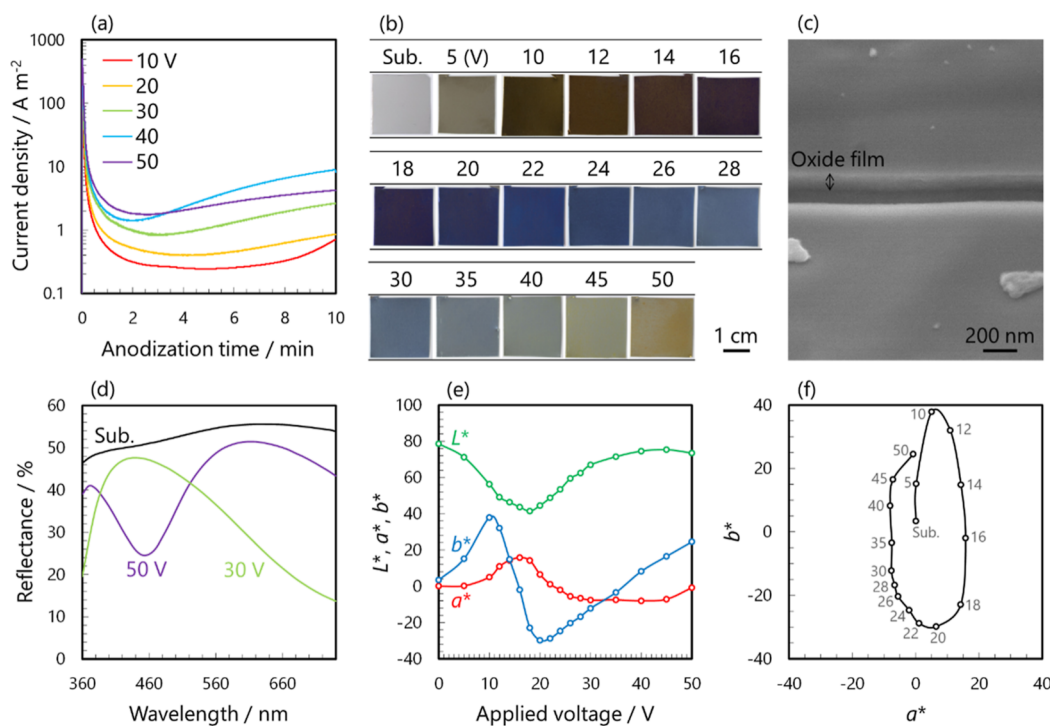 (a)
1000
100
10
1
0.1
0 2 4 6 8 10
10 V
20
30
40
50
Current density / A m⁻²
Anodization time / min
(b)
Sub. 5 (V) 10 12 14 16
18 20 22 24 26 28
30 35 40 45 50
1 cm
(c)
Oxide film
200 nm
(d)
60
50
40
30
20
10
0
360 460 560 660
Sub.
50 V
30 V
Reflectance / %
Wavelength / nm
(e)
100
80
60
40
20
0
-20
-40
0 10 20 30 40 50
L*
b*
a*
L*, a*, b*
Applied voltage / V
(f)
40
20
0
-20
-40
-40 -20 0 20 40
10
12
50
45
5
14
40
Sub.
16
35
30
28
26
24
18
22
20
b*
a*